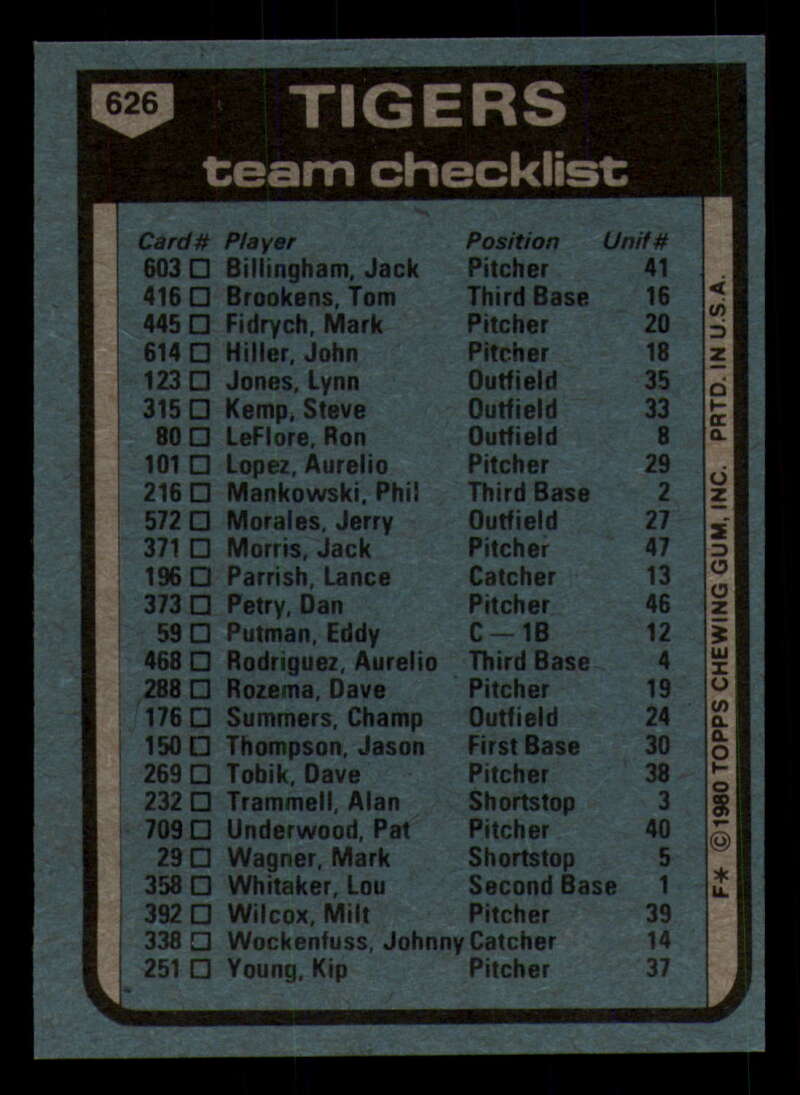 626
TIGERS
team checklist
Card# Player Position Unif#
603 Billingham, Jack Pitcher 41
416 Brookens, Tom Third Base 16
445 Fidrych, Mark Pitcher 20
614 Hiller, John Pitcher 18
123 Jones, Lynn Outfield 35
315 Kemp, Steve Outfield 33
80 LeFlore, Ron Outfield 8
101 Lopez, Aurelio Pitcher 29
216 Mankowski, Phil Third Base 2
572 Morales, Jerry Outfield 27
371 Morris, Jack Pitcher 47
196 Parrish, Lance Catcher 13
373 Petry, Dan Pitcher 46
59 Putman, Eddy C — 1B 12
468 Rodriguez, Aurelio Third Base 4
288 Rozema, Dave Pitcher 19
176 Summers, Champ Outfield 24
150 Thompson, Jason First Base 30
269 Tobik, Dave Pitcher 38
232 Trammell, Alan Shortstop 3
709 Underwood, Pat Pitcher 40
29 Wagner, Mark Shortstop 5
358 Whitaker, Lou Second Base 1
392 Wilcox, Milt Pitcher 39
338 Wockenfuss, Johnny Catcher 14
251 Young, Kip Pitcher 37
F* ©1980 TOPPS CHEWING GUM, INC. PRTD. IN U.S.A.